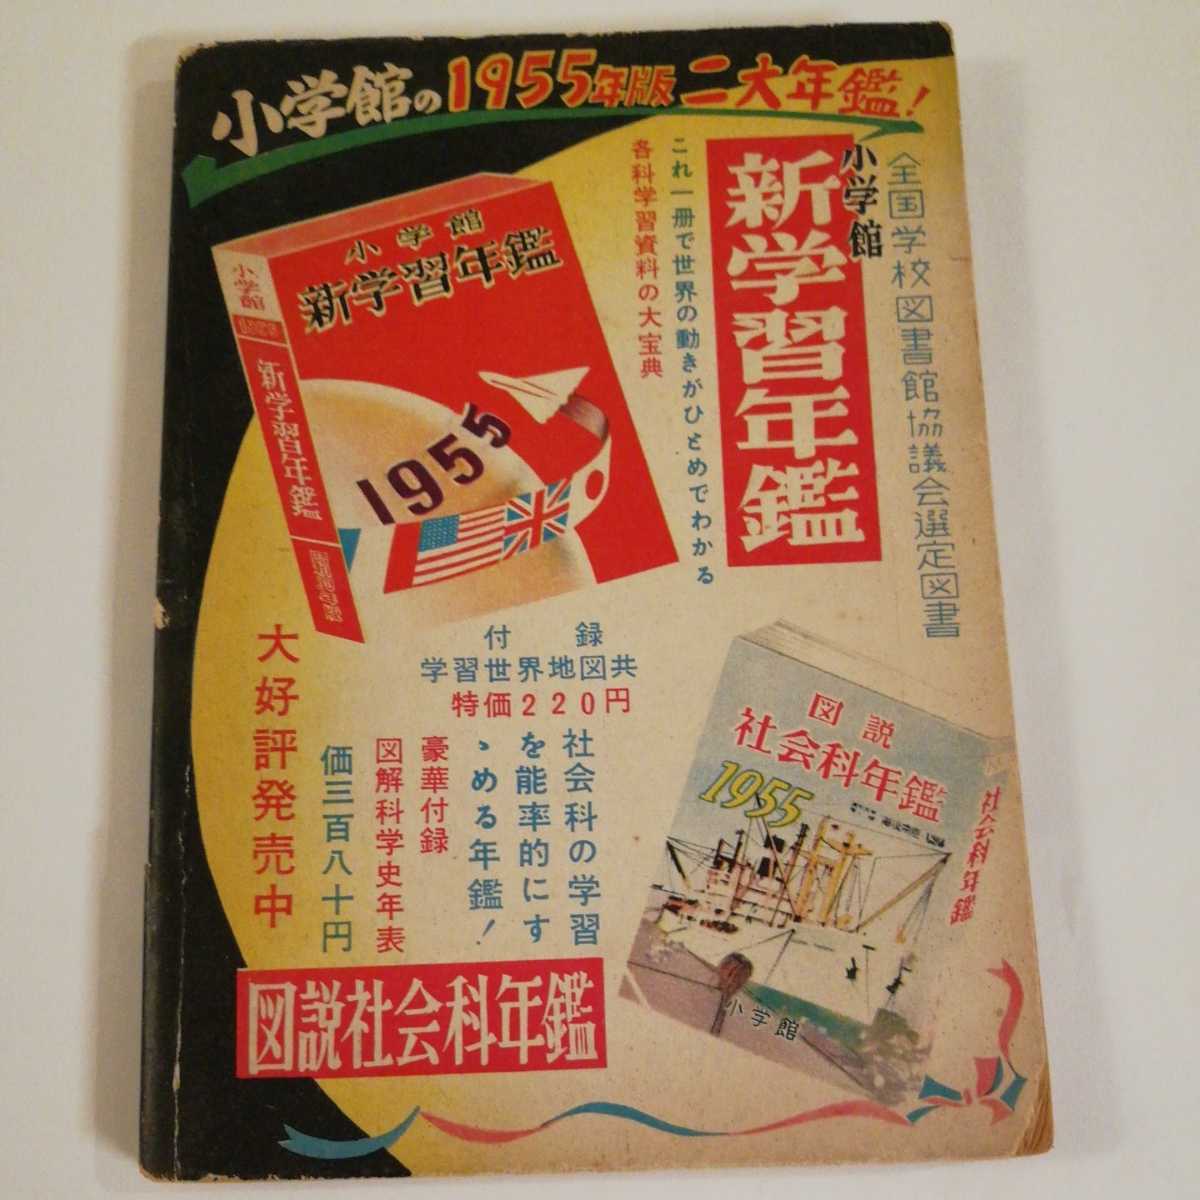 小学館の1955年版二大年鑑!
全国学校図書館協議会選定図書
小学館
新学習年鑑
これ一冊で世界の動きがひとめでわかる
各科学習資料の大宝典
小学館
新学習年鑑
1955
小学館
新学習年鑑
付録
学習世界地図共
特価220円
社会科の学習
を能率的にす
ゝめる年鑑!
豪華付録
図解科学史年表
価三百八十円
大好評発売中
図説社会科年鑑
図説
社会科年鑑
1955
小学館
社会科年鑑